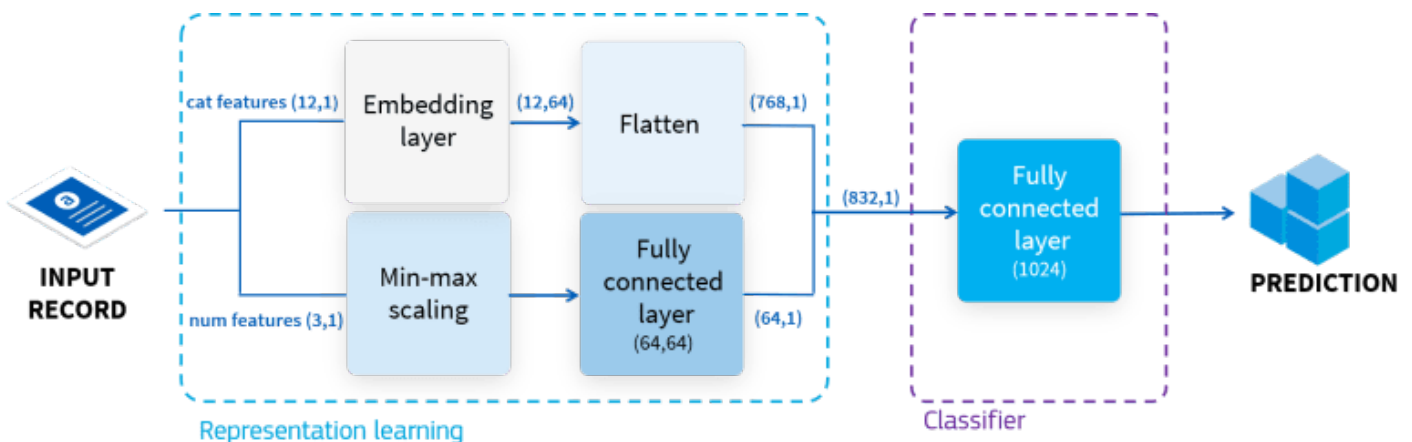 cat features (12,1)
Embedding
layer
(12,64)
Flatten
(768,1)
INPUT
RECORD
num features (3,1)
Min-max
scaling
Fully
connected
layer
(64,64)
(64,1)
Representation learning
(832,1)
Fully
connected
layer
(1024)
Classifier
PREDICTION